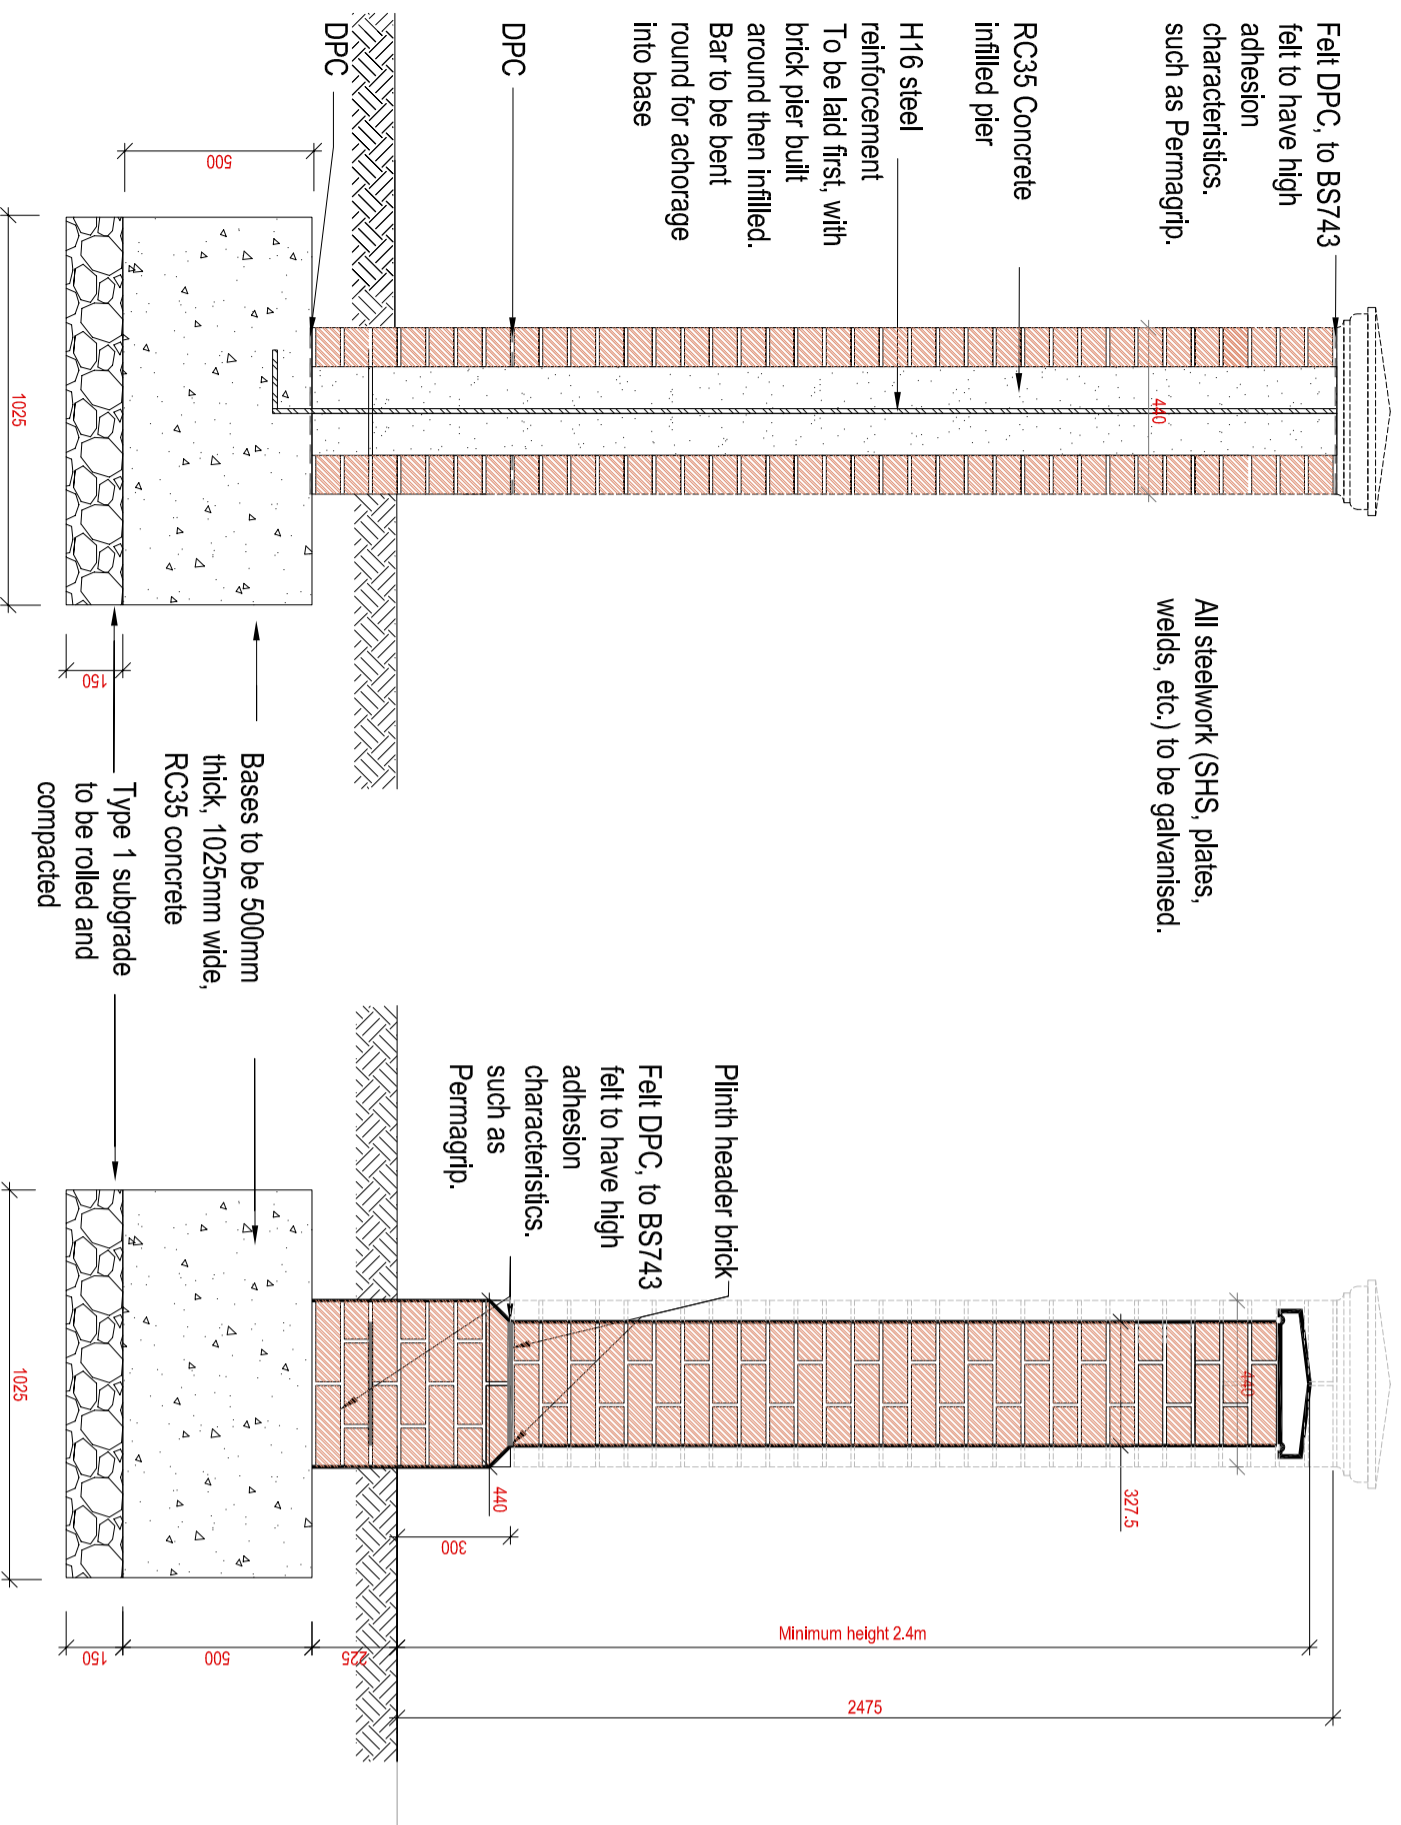 Felt DPC, to BS743
felt to have high
adhesion
characteristics.
such as Permagrip.
RC35 Concrete
infilled pier
H16 steel
reinforcement
To be laid first, with
brick pier built
around then infilled.
Bar to be bent
round for achorage
into base
DPC
DPC
500
1025
440
150
All steelwork (SHS, plates,
welds, etc.) to be galvanised.
Bases to be 500mm
thick, 1025mm wide,
RC35 concrete
Type 1 subgrade
to be rolled and
compacted
Plinth header brick
Felt DPC, to BS743
felt to have high
adhesion
characteristics.
such as
Permagrip.
440
327.5
440
300
1025
150
500
225
Minimum height 2.4m
2475